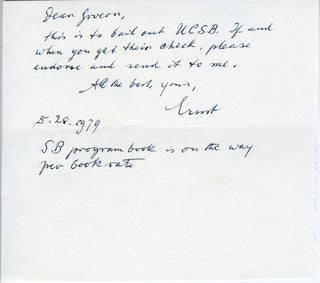 Dear Gordon,
this is to bail out UCSB. If and
when you get their check, please
endorse and send it to me.
All the best, yours,
Ernst
5.28.1979
SB program book is on the way
per book rate